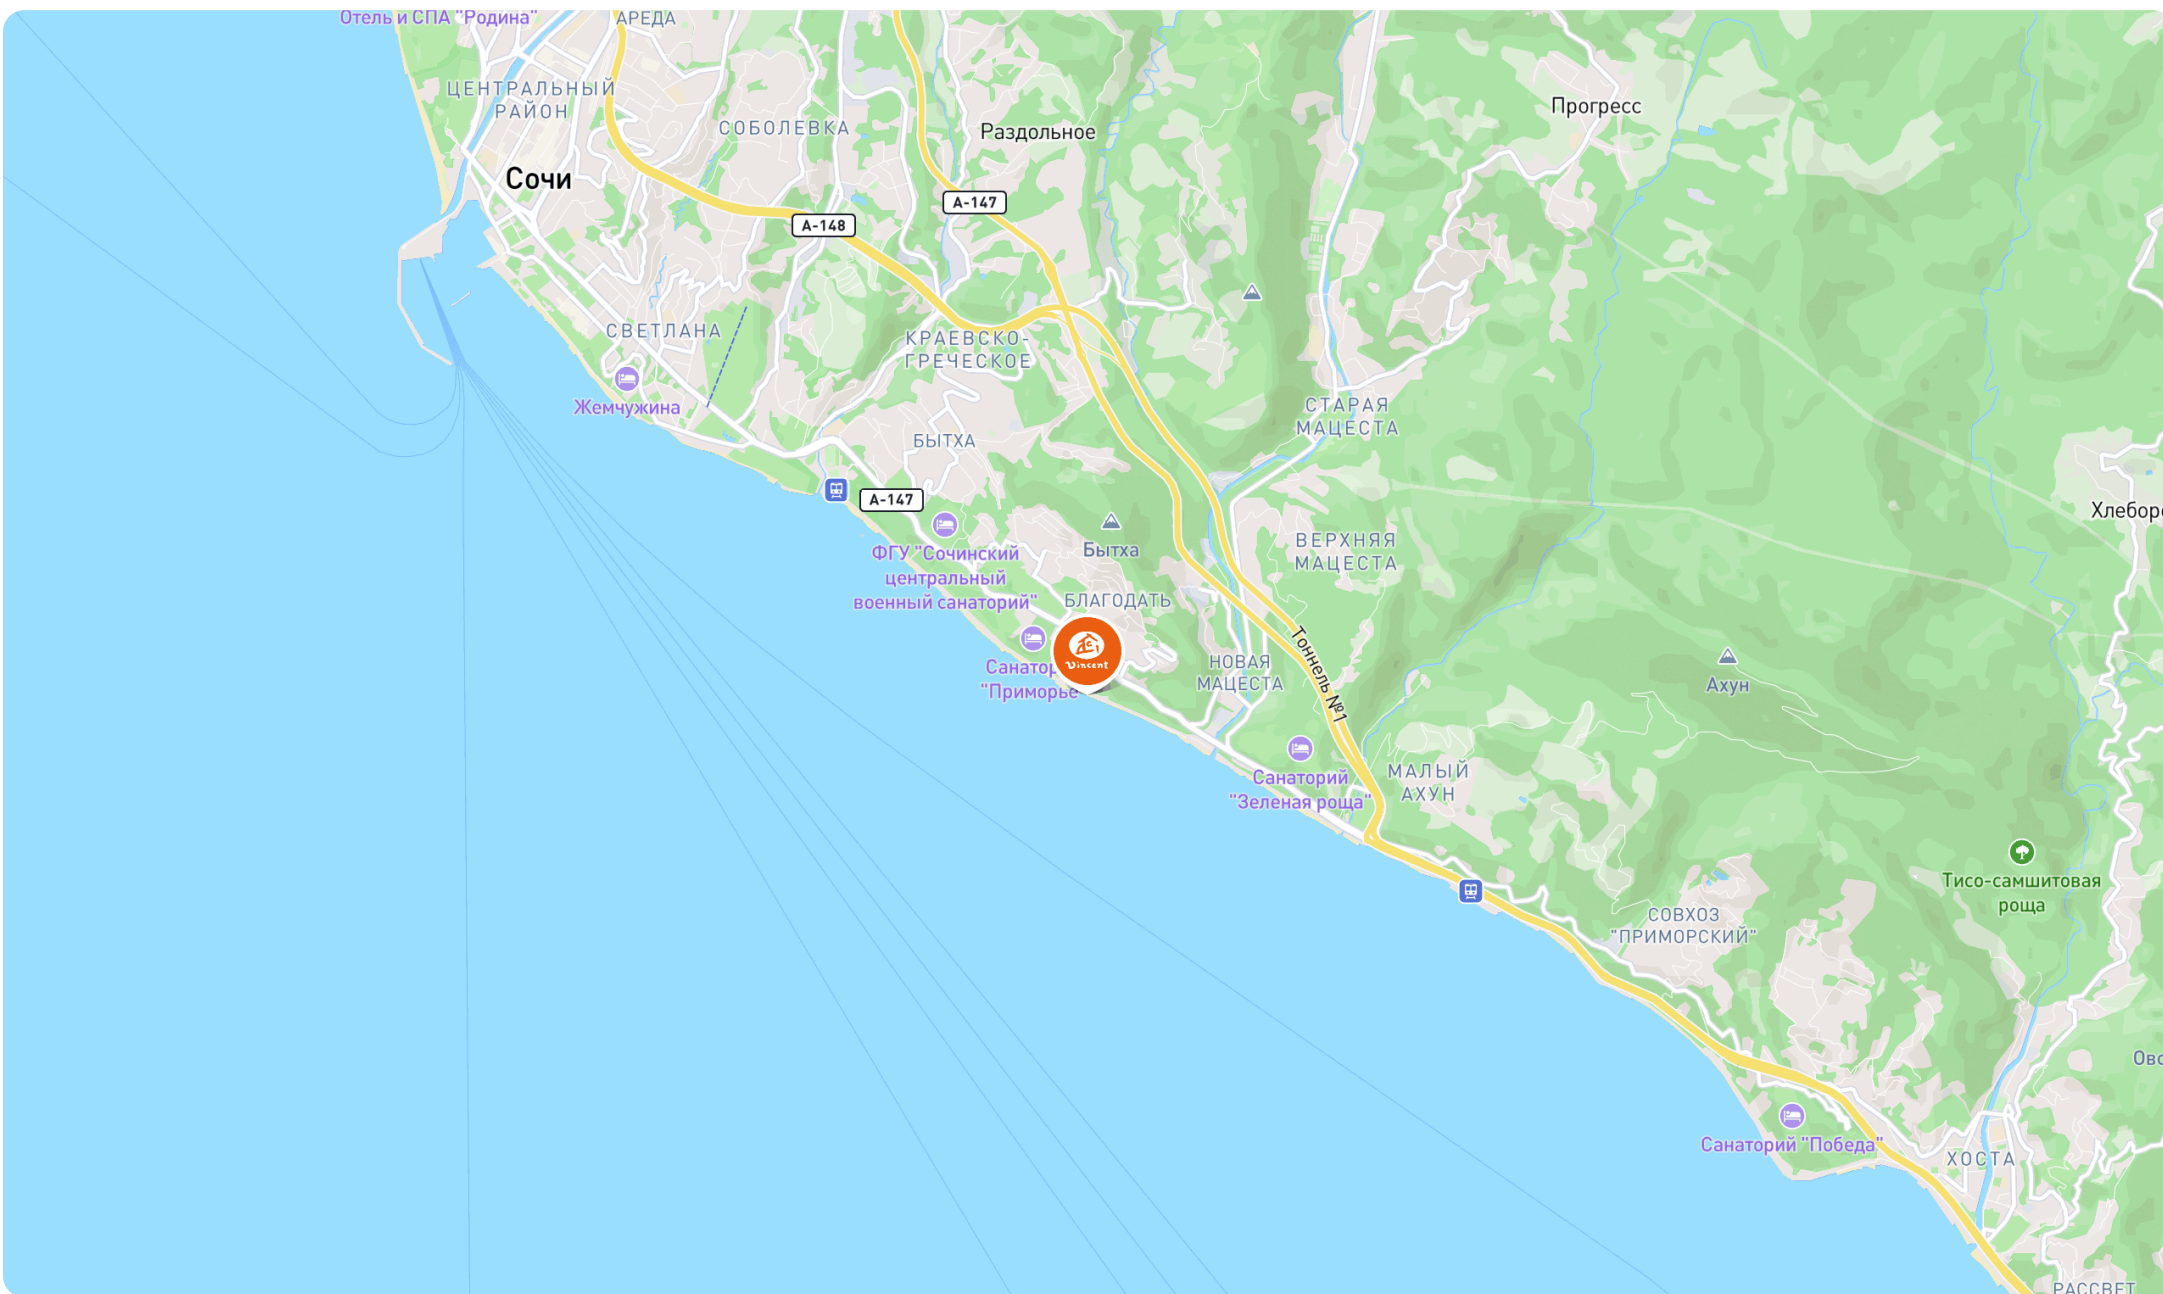 Отель и СПА "Родина"
АРЕДА
ЦЕНТРАЛЬНЫЙ
РАЙОН
СОБОЛЕВКА
Раздольное
Прогресс
Сочи
А-147
А-148
СВЕТЛАНА
КРАЕВСКО-
ГРЕЧЕСКОЕ
Жемчужина
СТАРАЯ
МАЦЕСТА
БЫТХА
А-147
Хлеборо
ФГУ "Сочинский
центральный
военный санаторий"
Бытха
ВЕРХНЯЯ
МАЦЕСТА
БЛАГОДАТЬ
Vincent
Санатор
"Приморье
НОВАЯ
МАЦЕСТА
Тоннель №1
Ахун
Санаторий
"Зеленая роща"
МАЛЫЙ
АХУН
Тисо-самшитовая
роща
СОВХОЗ
"ПРИМОРСКИЙ"
Ово
Санаторий "Победа"
ХОСТА
РАССВЕТ